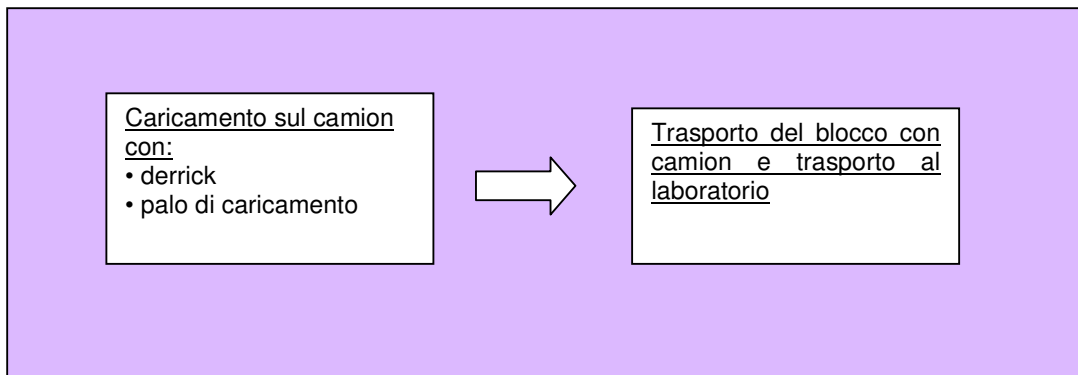 Caricamento sul camion
con:
• derrick
• palo di caricamento
Trasporto del blocco con
camion e trasporto al
laboratorio